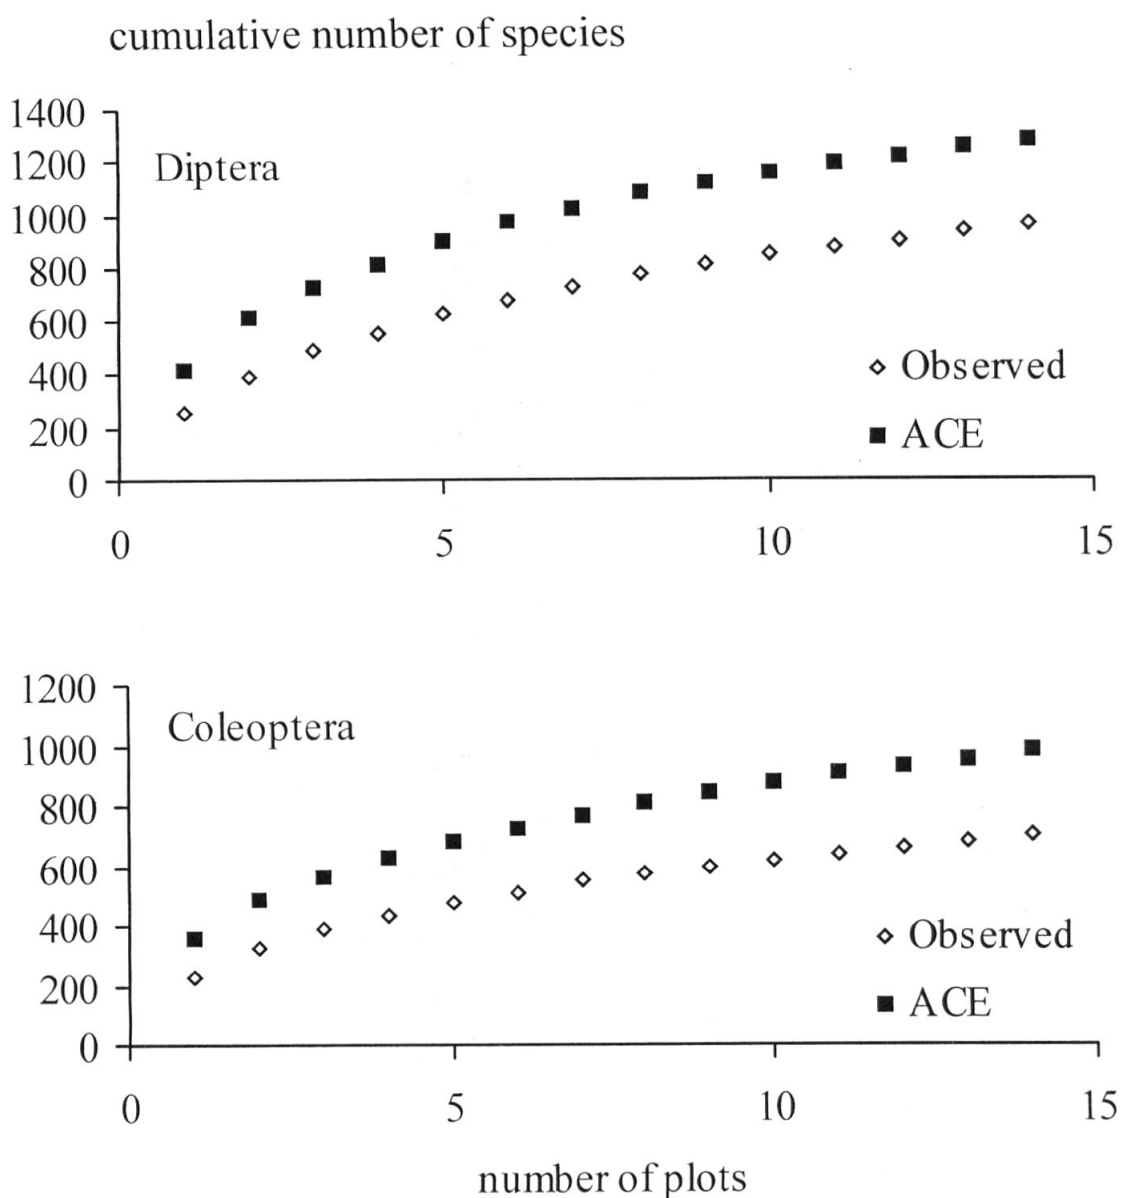 cumulative number of species
1400
1200
1000
800
600
400
200
0
Diptera
Observed
ACE
0 5 10 15
1200
1000
800
600
400
200
0
Coleoptera
Observed
ACE
0 5 10 15
number of plots